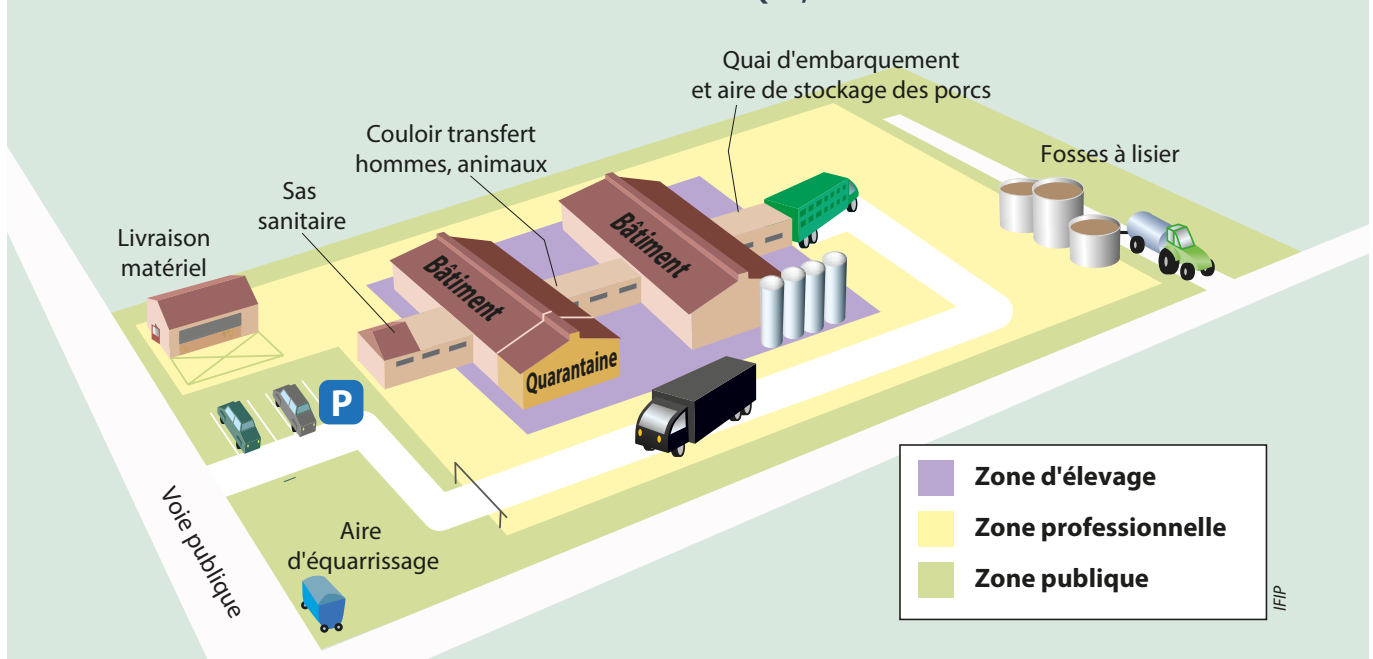 Quai d'embarquement
et aire de stockage des porcs
Couloir transfert
hommes, animaux
Fosses à lisier
Sas
sanitaire
Livraison
matériel
Bâtiment
Bâtiment
Quarantaine
P
Voie publique
Aire
d'équarrissage
Zone d'élevage
Zone professionnelle
Zone publique
IFIP